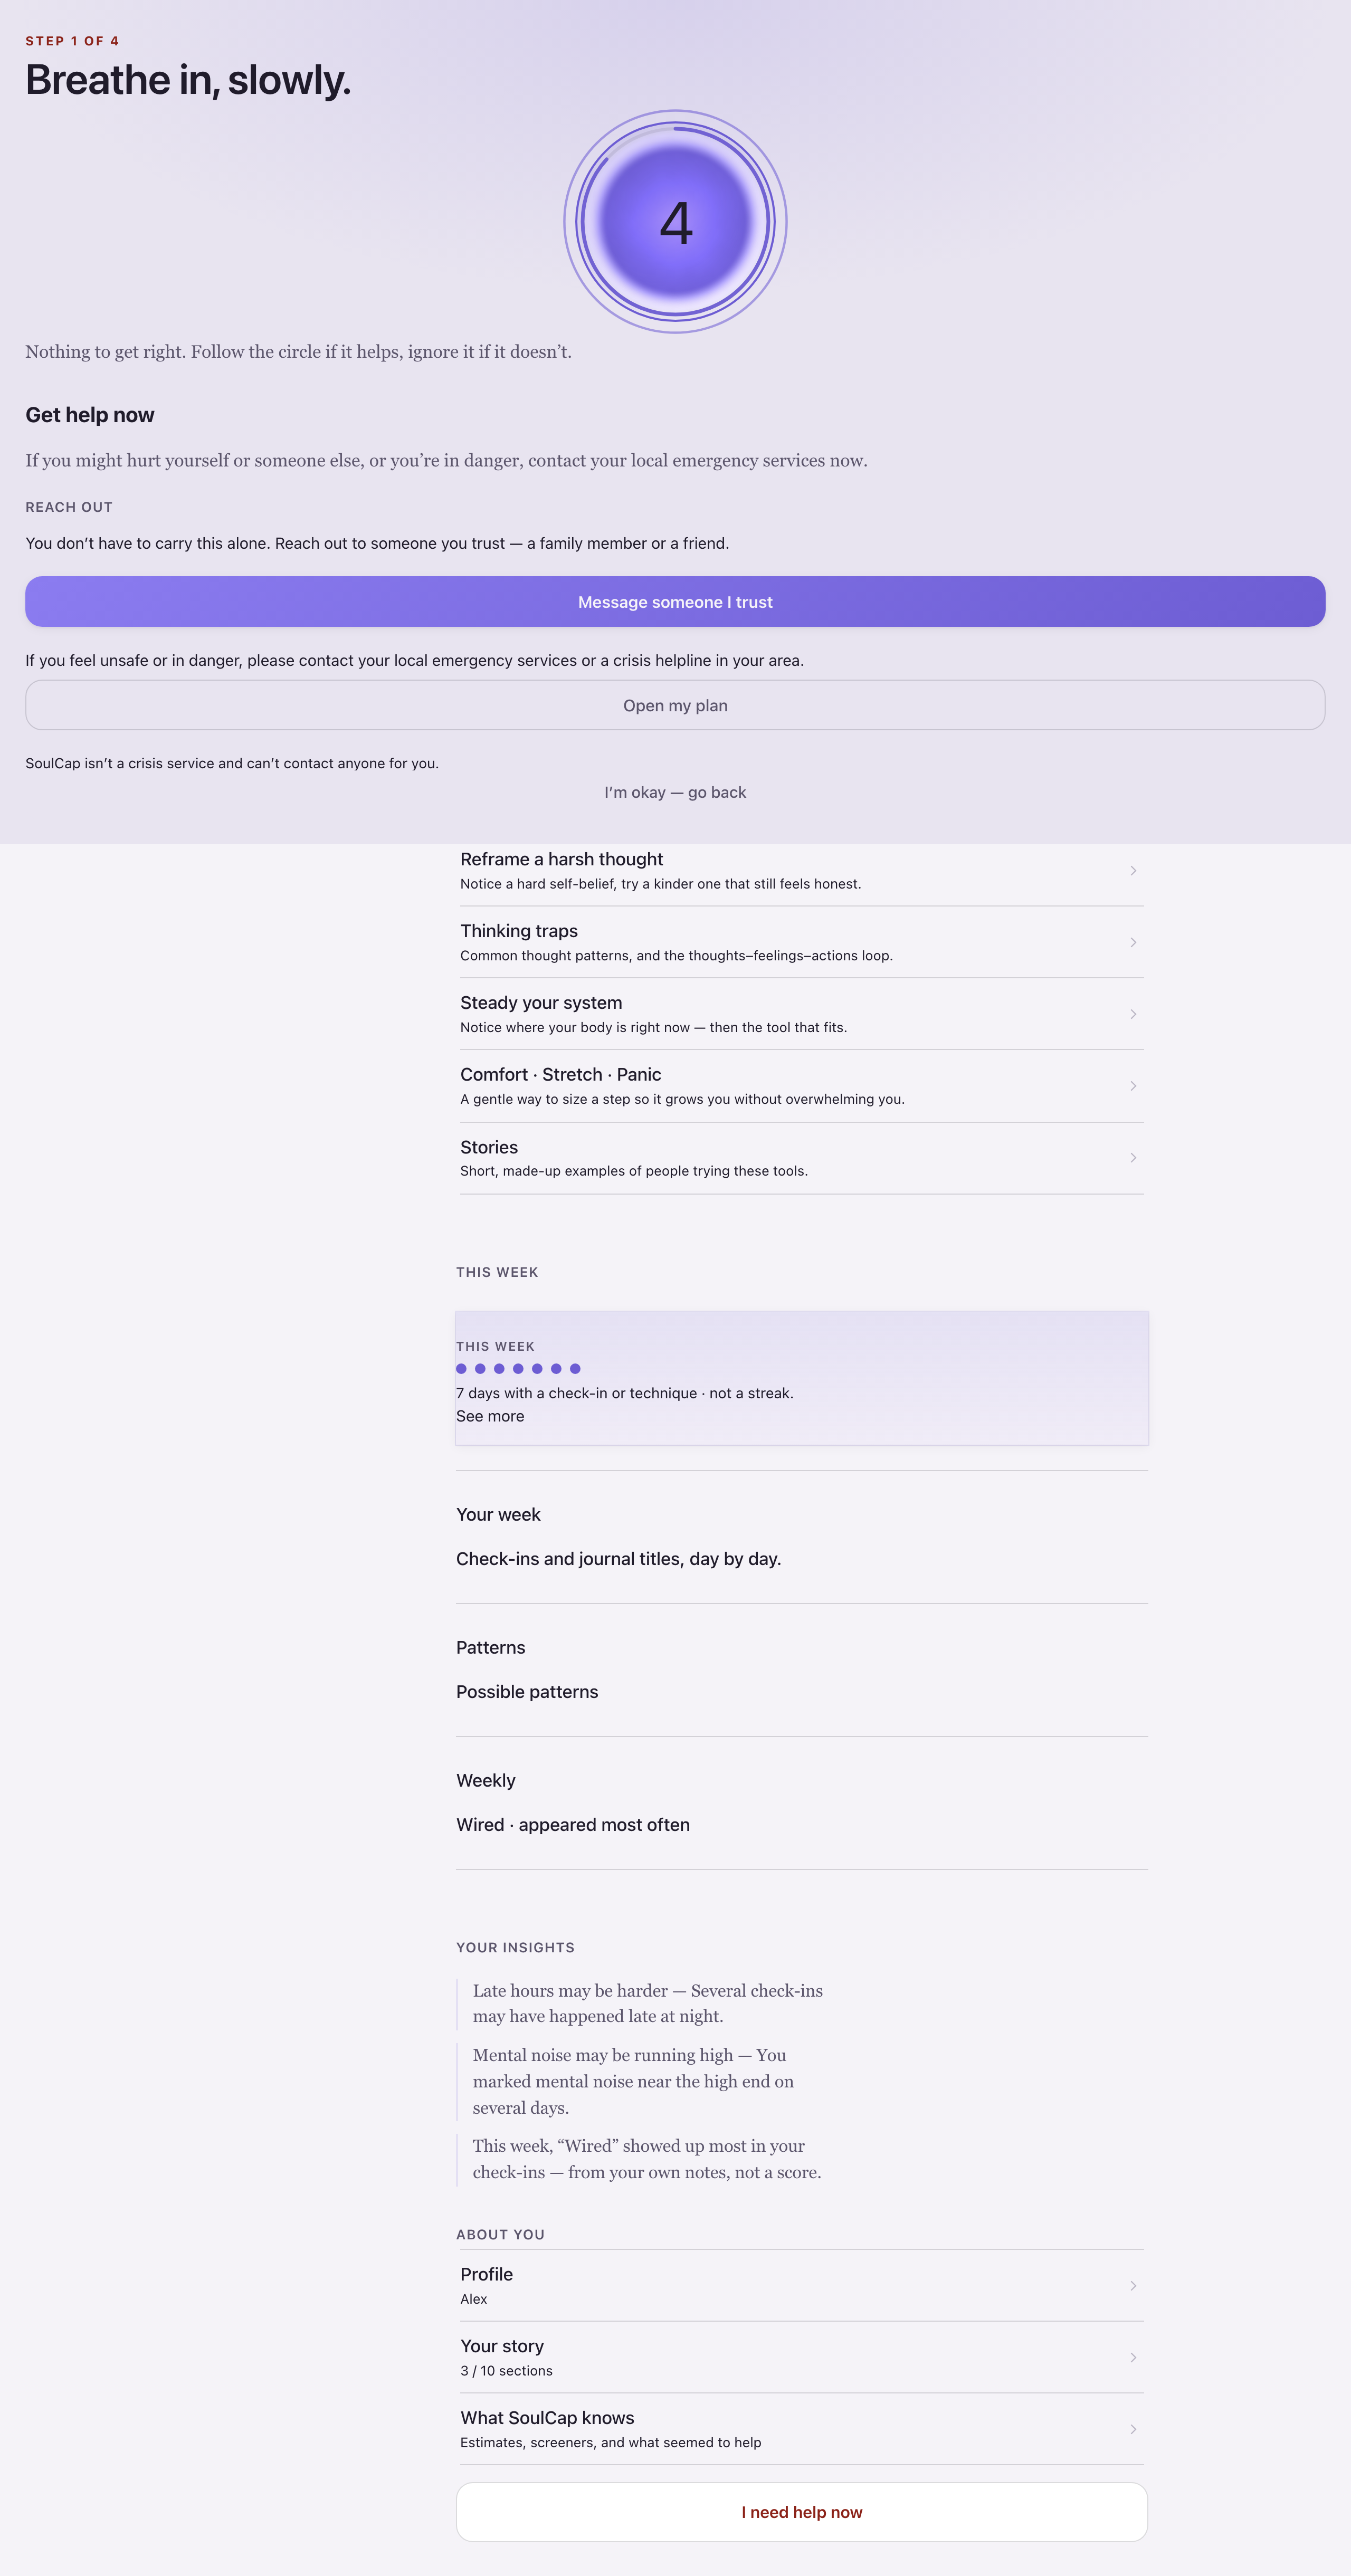 STEP 1 OF 4
Breathe in, slowly.
4
Nothing to get right. Follow the circle if it helps, ignore it if it doesn’t.
Get help now
If you might hurt yourself or someone else, or you’re in danger, contact your local emergency services now.
REACH OUT
You don’t have to carry this alone. Reach out to someone you trust — a family member or a friend.
Message someone I trust
If you feel unsafe or in danger, please contact your local emergency services or a crisis helpline in your area.
Open my plan
SoulCap isn’t a crisis service and can’t contact anyone for you.
I’m okay — go back
Reframe a harsh thought
Notice a hard self-belief, try a kinder one that still feels honest.
Thinking traps
Common thought patterns, and the thoughts–feelings–actions loop.
Steady your system
Notice where your body is right now — then the tool that fits.
Comfort · Stretch · Panic
A gentle way to size a step so it grows you without overwhelming you.
Stories
Short, made-up examples of people trying these tools.
THIS WEEK
THIS WEEK
7 days with a check-in or technique · not a streak.
See more
Your week
Check-ins and journal titles, day by day.
Patterns
Possible patterns
Weekly
Wired · appeared most often
YOUR INSIGHTS
Late hours may be harder — Several check-ins
may have happened late at night.
Mental noise may be running high — You
marked mental noise near the high end on
several days.
This week, “Wired” showed up most in your
check-ins — from your own notes, not a score.
ABOUT YOU
Profile
Alex
Your story
3 / 10 sections
What SoulCap knows
Estimates, screeners, and what seemed to help
I need help now